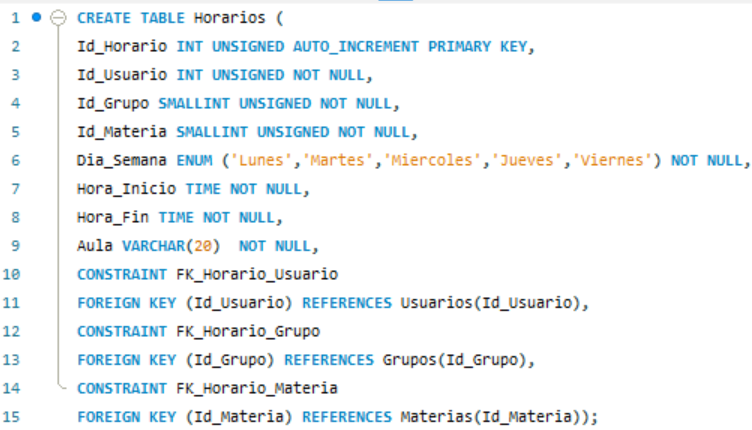 1 CREATE TABLE Horarios (
2 Id_Horario INT UNSIGNED AUTO_INCREMENT PRIMARY KEY,
3 Id_Usuario INT UNSIGNED NOT NULL,
4 Id_Grupo SMALLINT UNSIGNED NOT NULL,
5 Id_Materia SMALLINT UNSIGNED NOT NULL,
6 Dia_Semana ENUM ('Lunes','Martes','Miercoles','Jueves','Viernes') NOT NULL,
7 Hora_Inicio TIME NOT NULL,
8 Hora_Fin TIME NOT NULL,
9 Aula VARCHAR(20)  NOT NULL,
10 CONSTRAINT FK_Horario_Usuario
11 FOREIGN KEY (Id_Usuario) REFERENCES Usuarios(Id_Usuario),
12 CONSTRAINT FK_Horario_Grupo
13 FOREIGN KEY (Id_Grupo) REFERENCES Grupos(Id_Grupo),
14 CONSTRAINT FK_Horario_Materia
15 FOREIGN KEY (Id_Materia) REFERENCES Materias(Id_Materia));